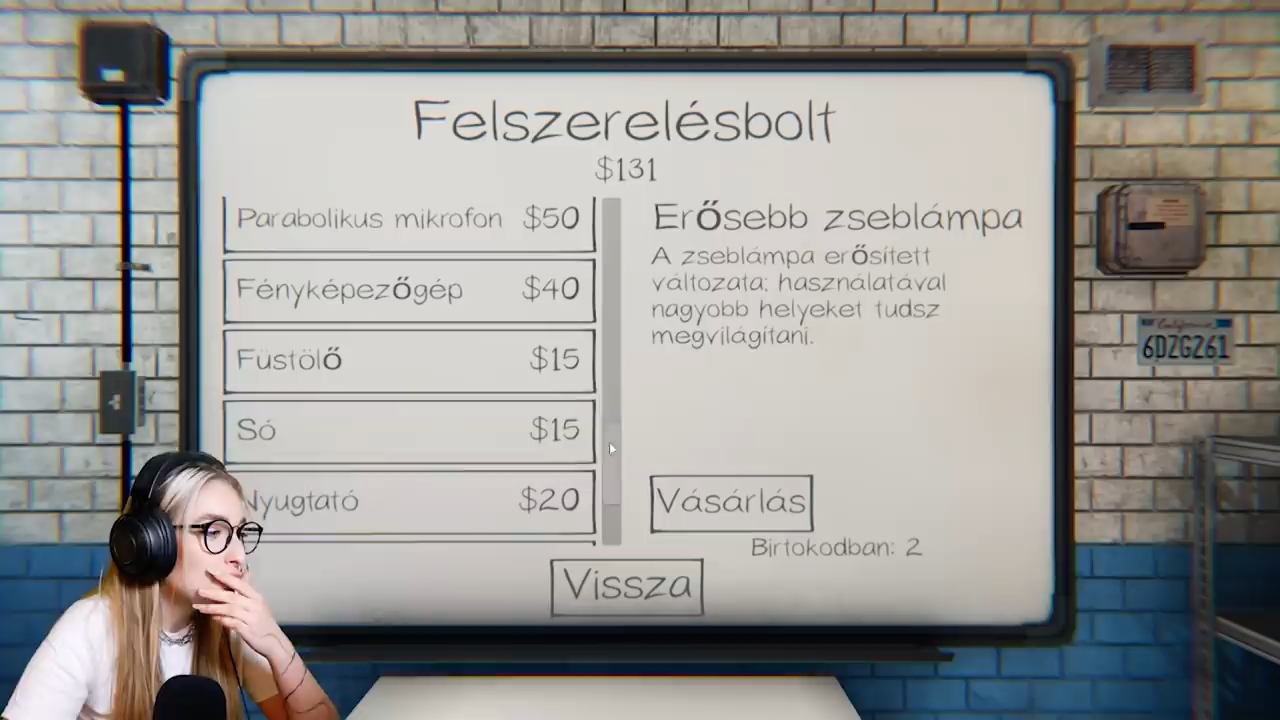 Felszerelésbolt
$131
Parabolikus mikrofon $50
Fényképezőgép $40
Füstölő $15
Só $15
Nyugtató $20
Erősebb zseblámpa
A zseblámpa erősített
változata; használatával
nagyobb helyeket tudsz
megvilágítani.
Vásárlás
Birtokodban: 2
Vissza
California
6DZG261